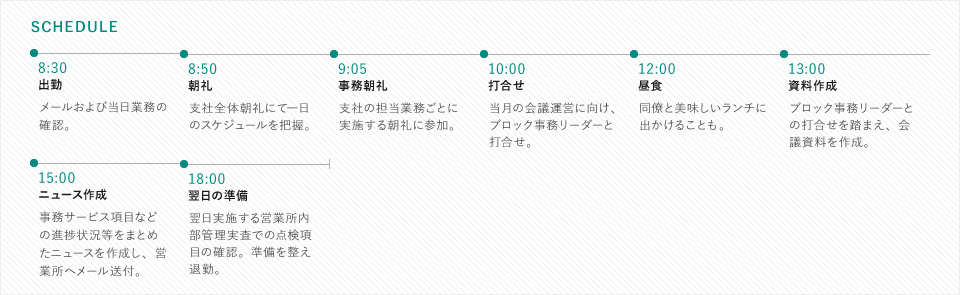 SCHEDULE
8:30
出勤
メールおよび当日業務の
確認。
8:50
朝礼
支社全体朝礼にて一日
のスケジュールを把握。
9:05
事務朝礼
支社の担当業務ごとに
実施する朝礼に参加。
10:00
打合せ
当月の会議運営に向け、
ブロック事務リーダーと
打合せ。
12:00
昼食
同僚と美味しいランチに
出かけることも。
13:00
資料作成
ブロック事務リーダーと
の打合せを踏まえ、会
議資料を作成。
15:00
ニュース作成
事務サービス項目など
の進捗状況等をまとめ
たニュースを作成し、営
業所へメール送付。
18:00
翌日の準備
翌日実施する営業所内
部管理実査での点検項
目の確認。準備を整え
退勤。